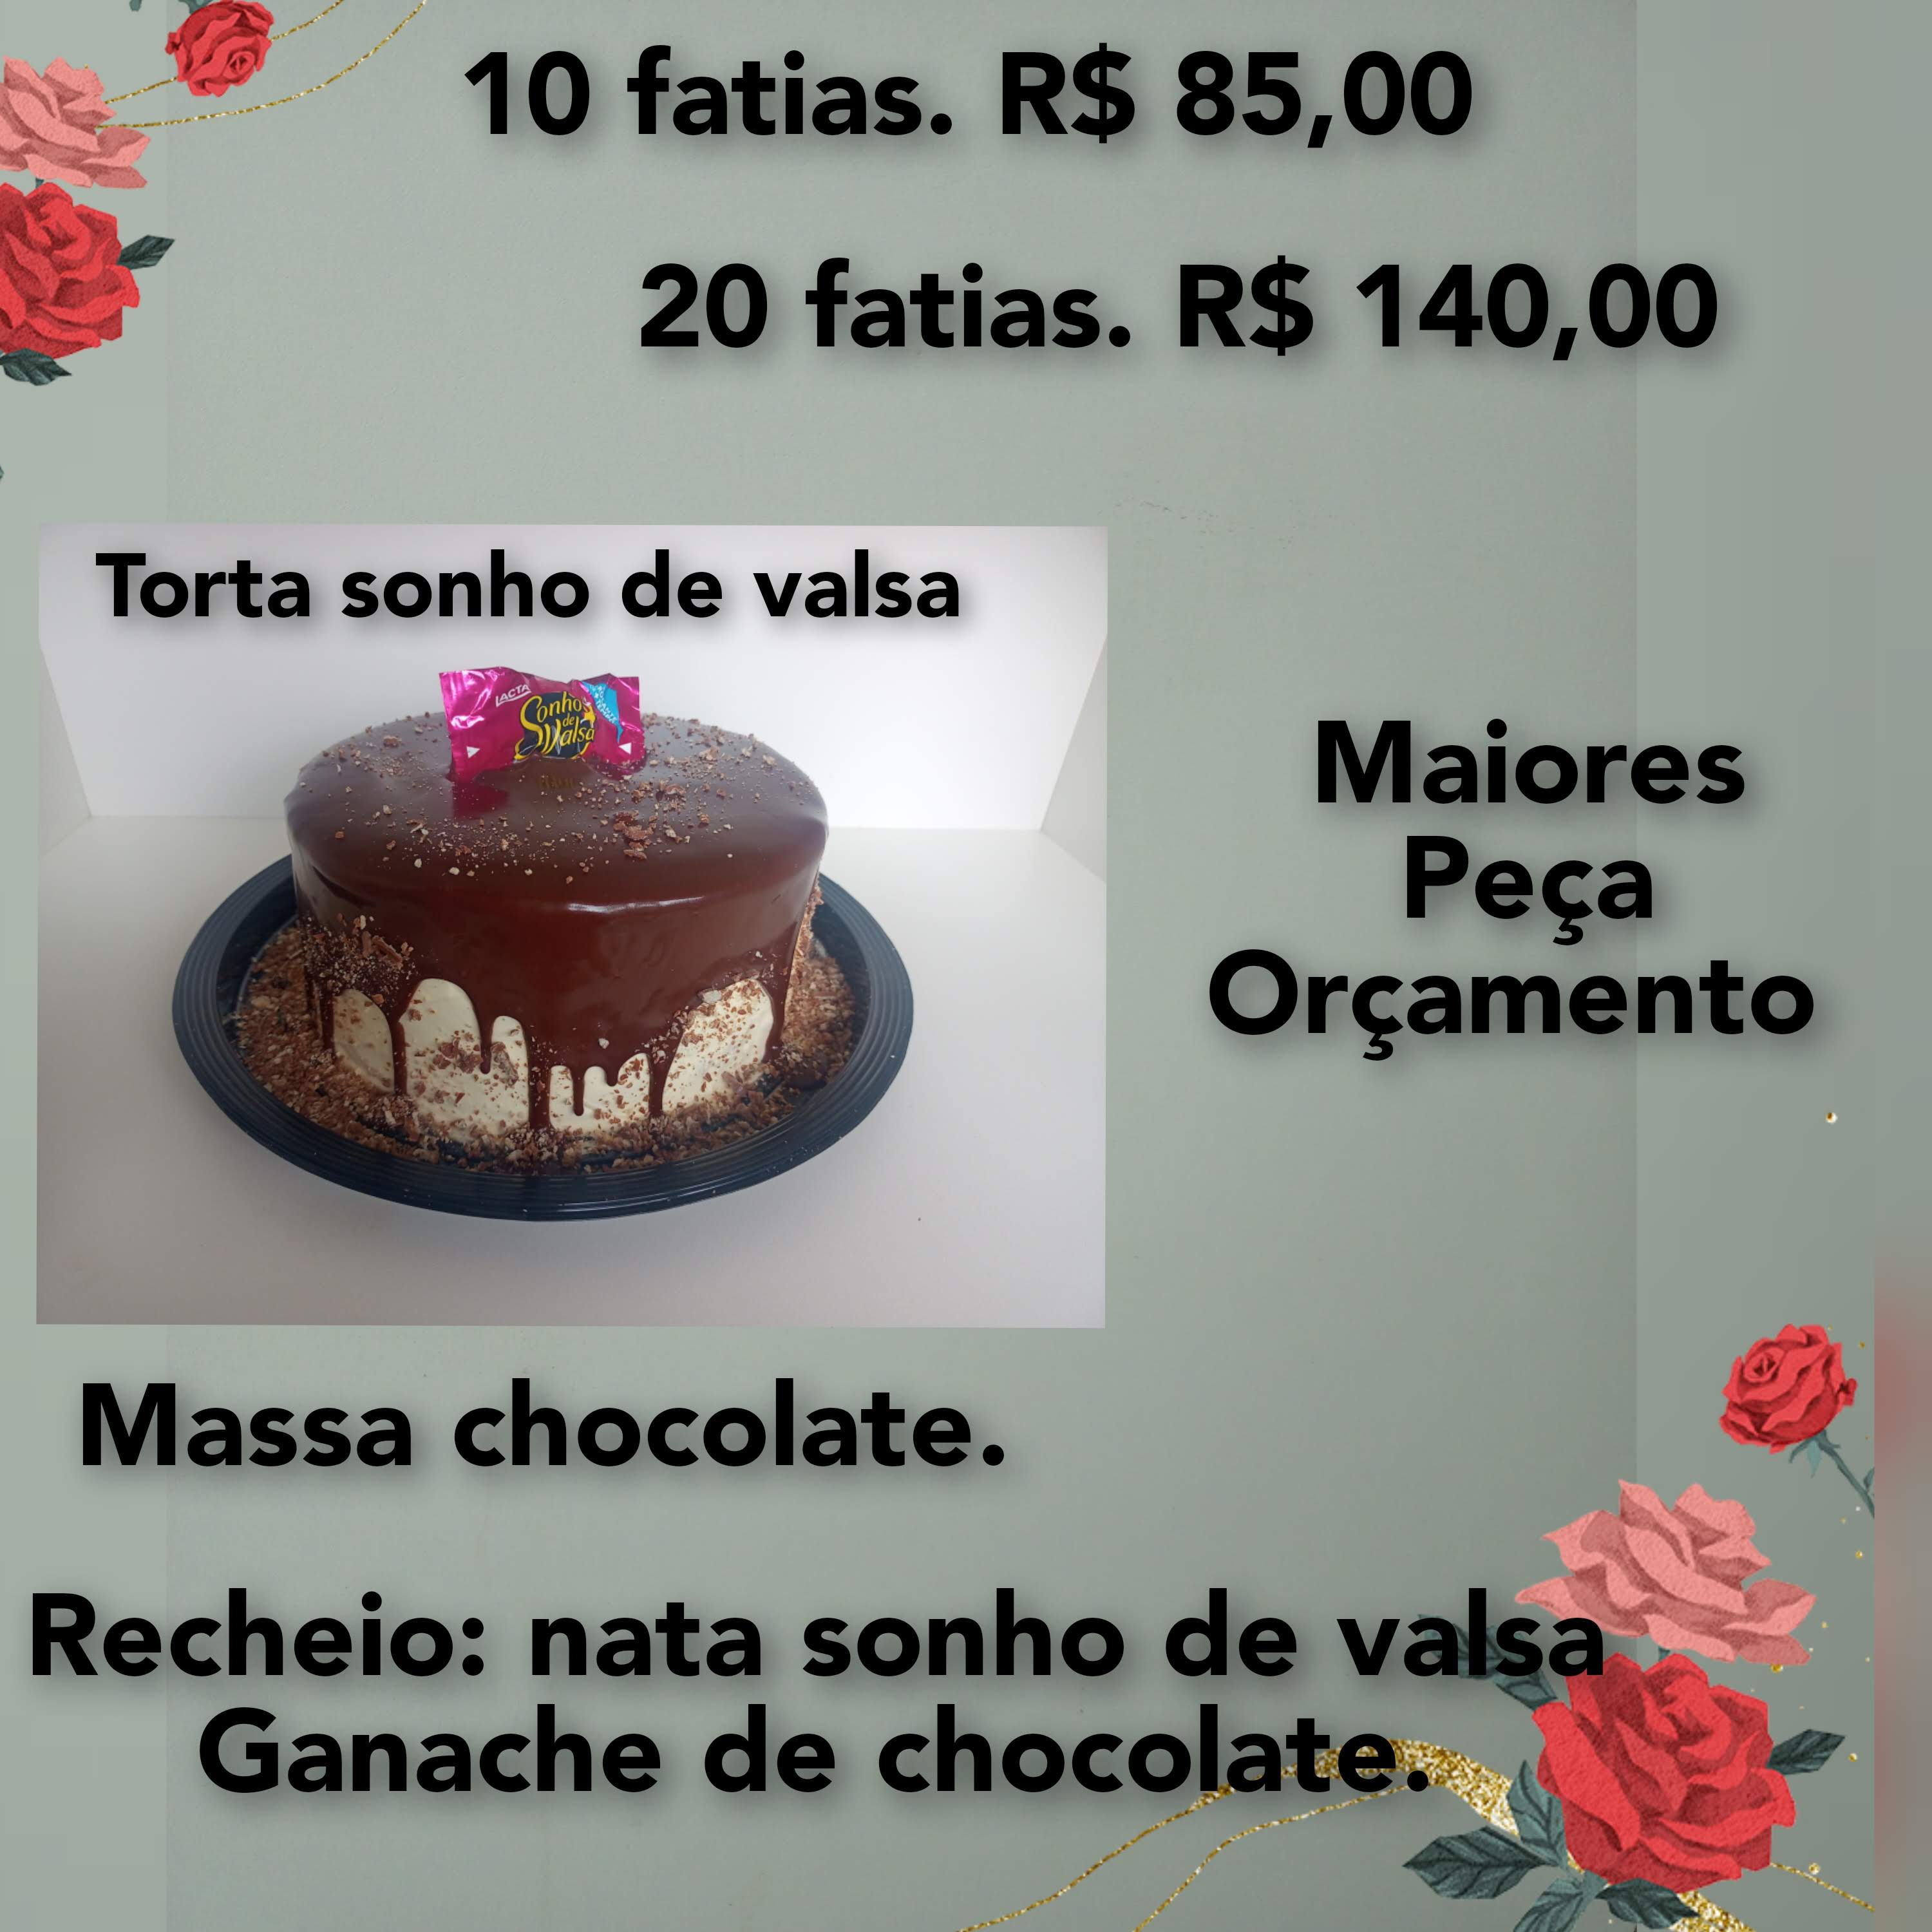 10 fatias. R$ 85,00
20 fatias. R$ 140,00
Torta sonho de valsa
LACTA
Sonho
de
Valsa
Maiores
Peça
Orçamento
Massa chocolate.
Recheio: nata sonho de valsa
Ganache de chocolate.